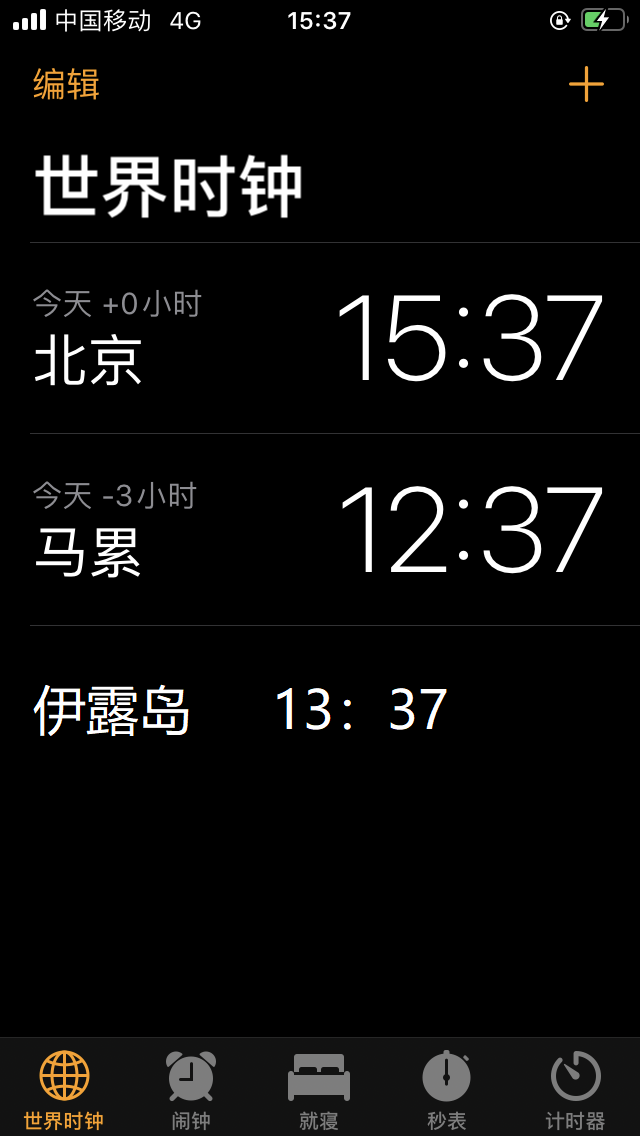 中国移动 4G 15:37
编辑
世界时钟
今天 +0小时
北京 15:37
今天 -3小时
马累 12:37
伊露岛 13: 37
世界时钟 闹钟 就寝 秒表 计时器